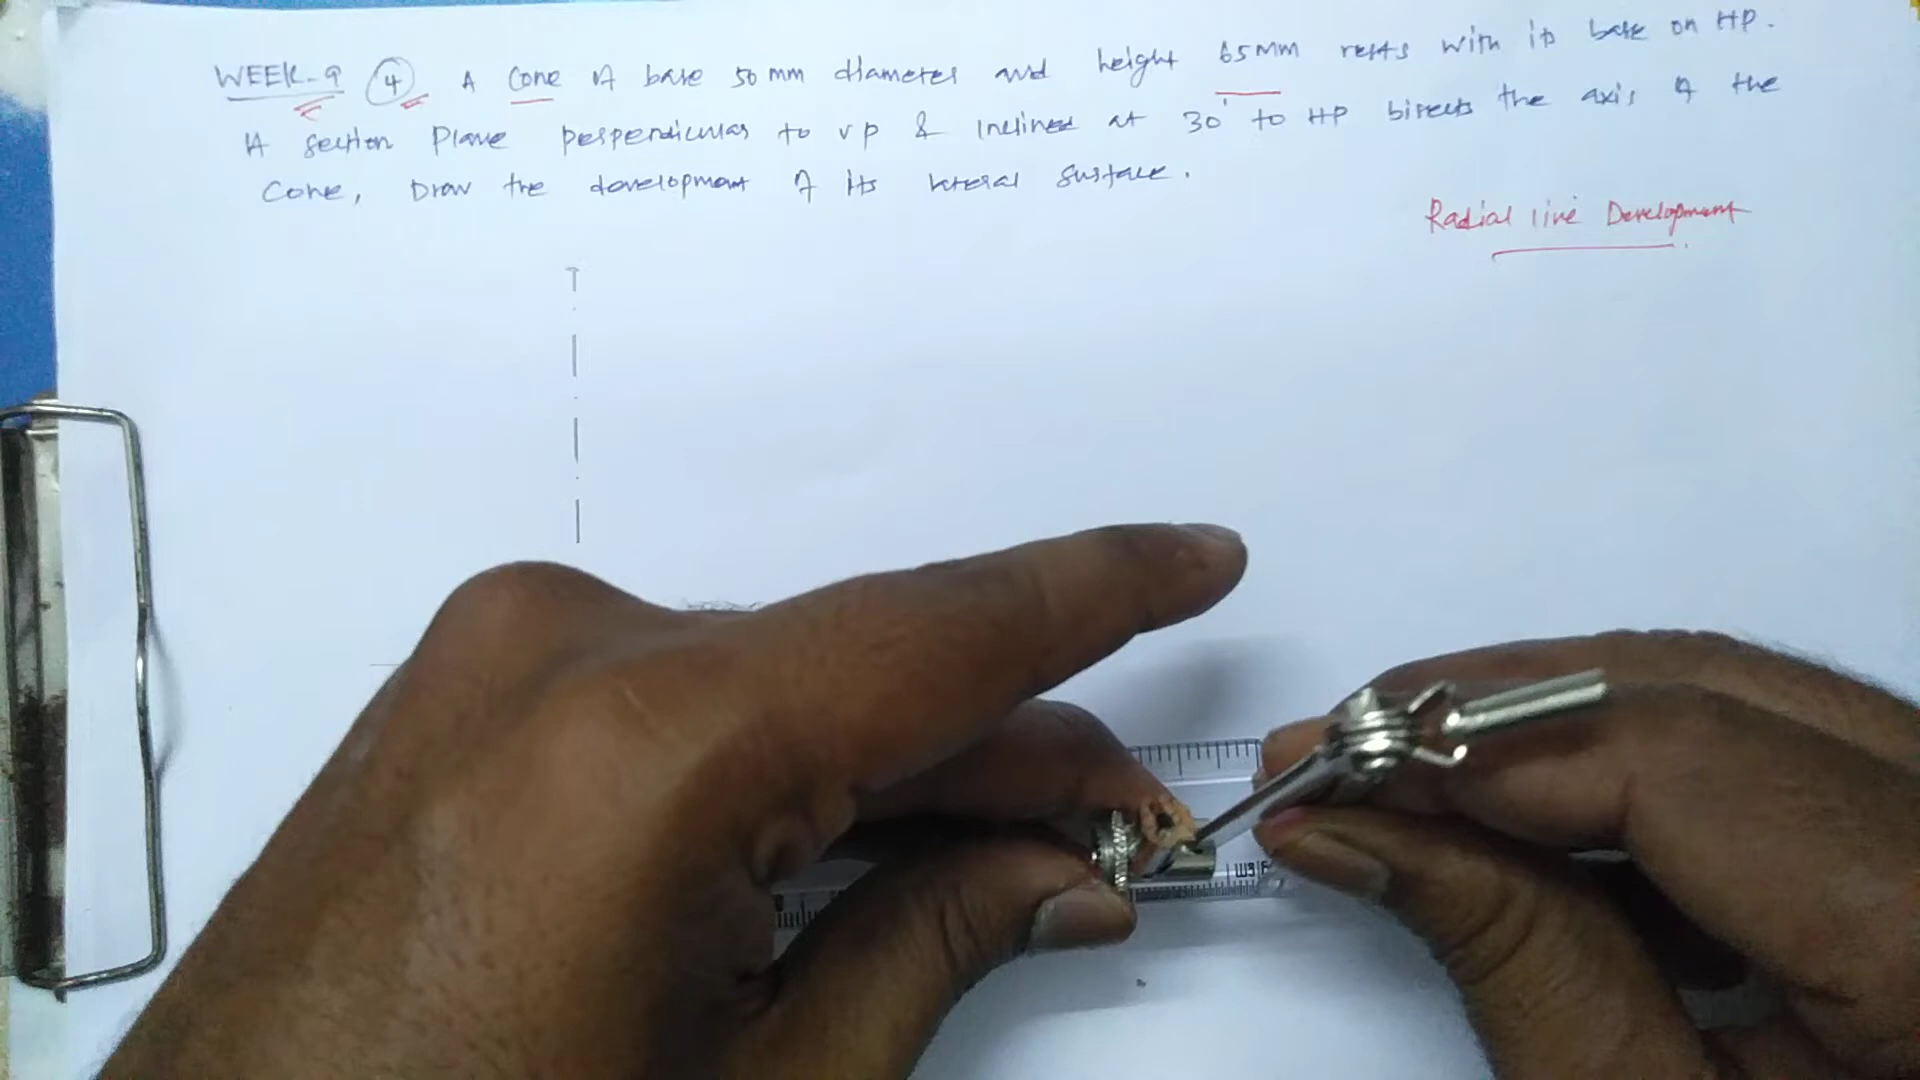 WEEK-9 4 A Cone of base 50 mm diameter and height 65mm rests with its base on HP.
A section Plane perpendicular to VP & inclined at 30° to HP bisects the axis of the
Cone, Draw the development of its lateral surface.
Radial line Development